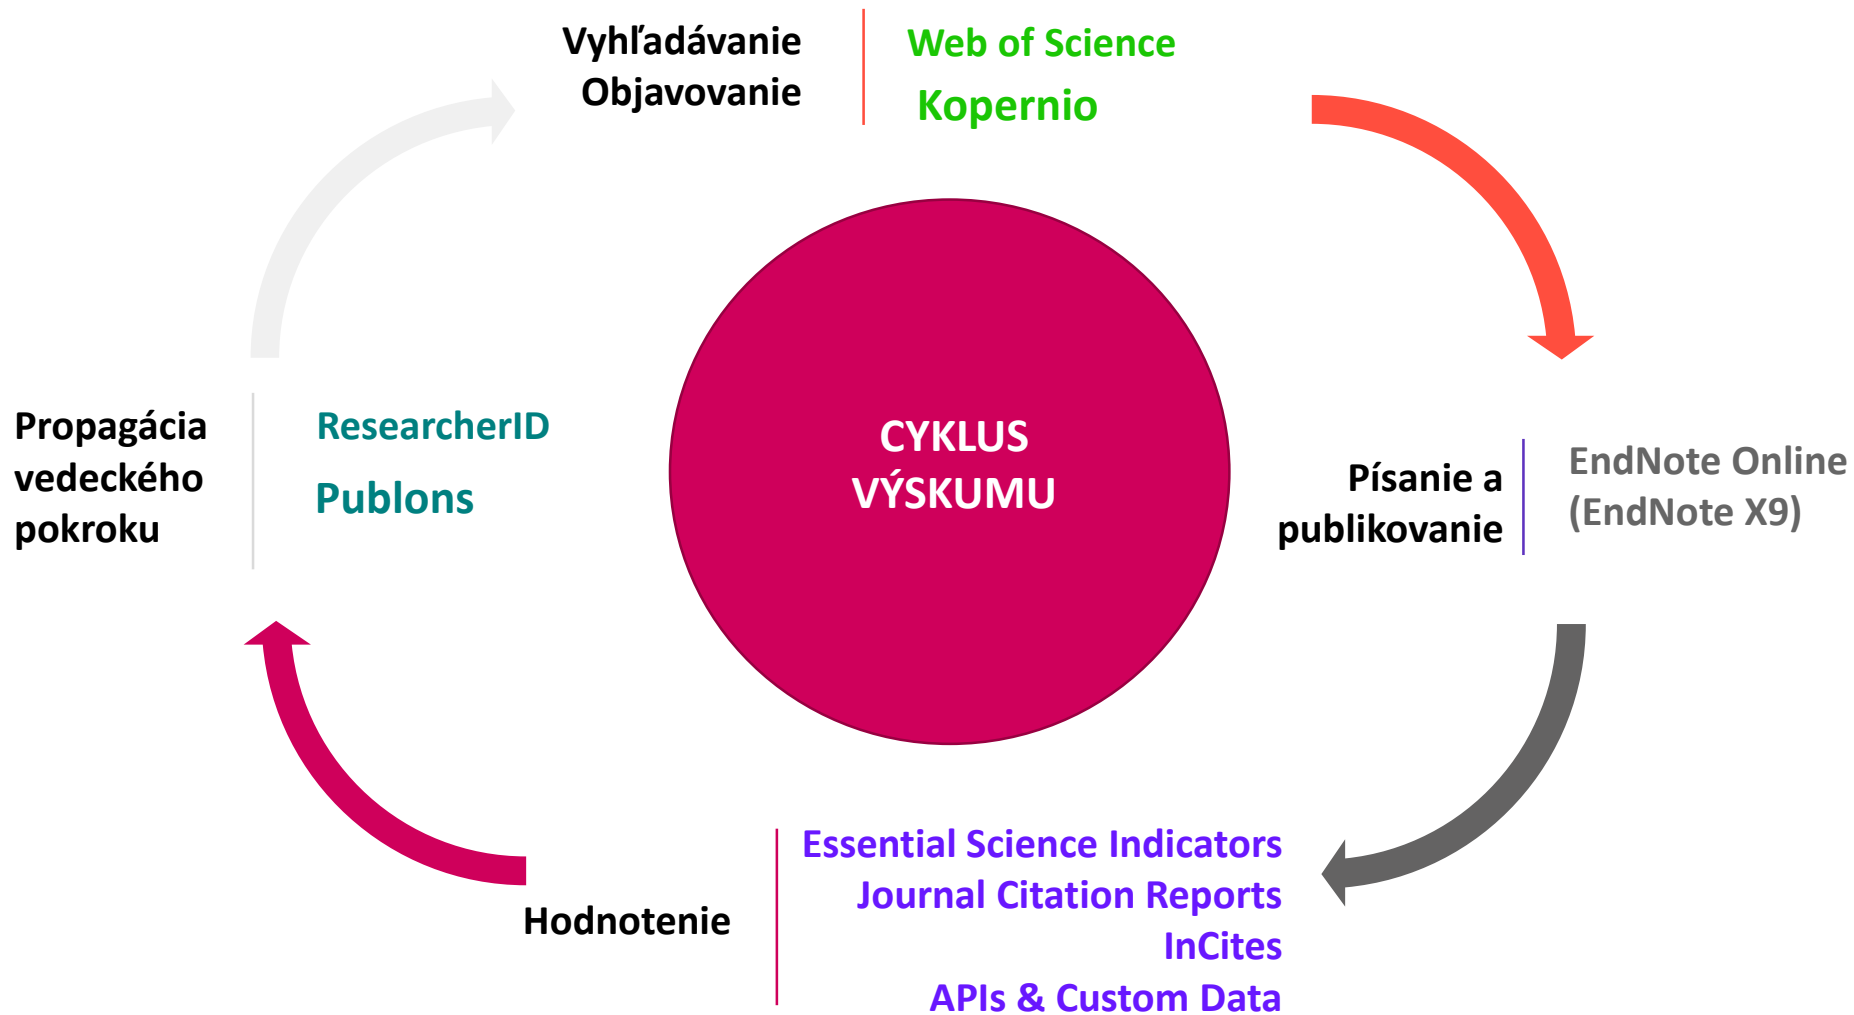 Vyhľadávanie
Objavovanie
Web of Science
Kopernio
Propagácia
vedeckého
pokroku
ResearcherID
Publons
CYKLUS
VÝSKUMU
Písanie a
publikovanie
EndNote Online
(EndNote X9)
Hodnotenie
Essential Science Indicators
Journal Citation Reports
InCites
APIs & Custom Data